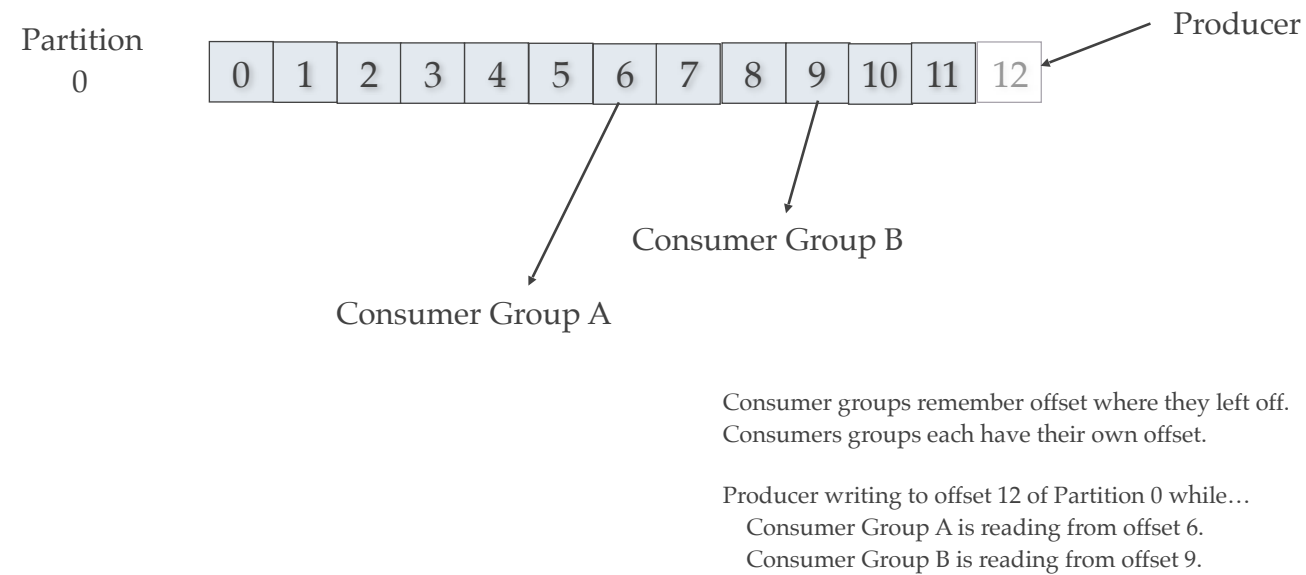 Producer
Partition
0
0 1 2 3 4 5 6 7 8 9 10 11 12
Consumer Group B
Consumer Group A
Consumer groups remember offset where they left off.
Consumers groups each have their own offset.
Producer writing to offset 12 of Partition 0 while…
Consumer Group A is reading from offset 6.
Consumer Group B is reading from offset 9.